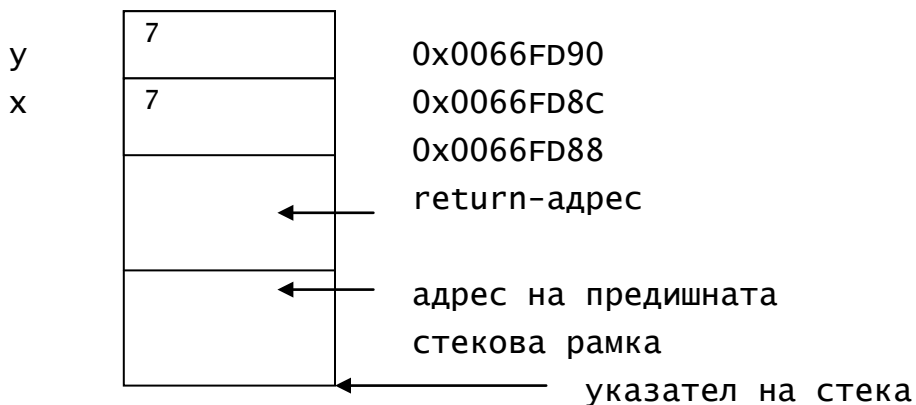 7
y 0x0066FD90
x 7 0x0066FD8C
0x0066FD88
return-адрес
адрес на предишната
стекова рамка
указател на стека